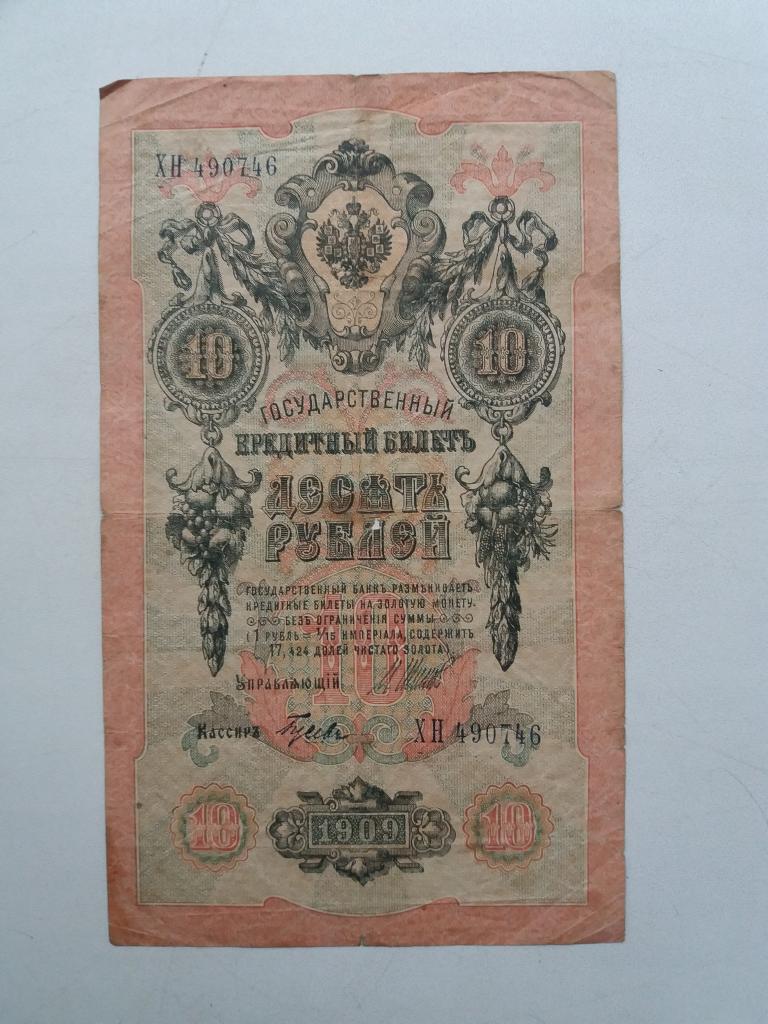 ХН 490746
10 10
ГОСУДАРСТВЕННЫЙ
КРЕДИТНЫЙ БИЛЕТЪ
ДЕСЯТЬ
РУБЛЕЙ
ГОСУДАРСТВЕННЫЙ БАНКЪ РАЗМѢНИВАЕТЪ
КРЕДИТНЫЕ БИЛЕТЫ НА ЗОЛОТУЮ МОНЕТУ
БЕЗЪ ОГРАНИЧЕНІЯ СУММЫ
(1 РУБЛЬ = 1/15 ИМПЕРІАЛА, СОДЕРЖИТЪ
17,424 ДОЛЕЙ ЧИСТАГО ЗОЛОТА)
10
УПРАВЛЯЮЩІЙ
КАССИРЪ
ХН 490746
10 1909 10